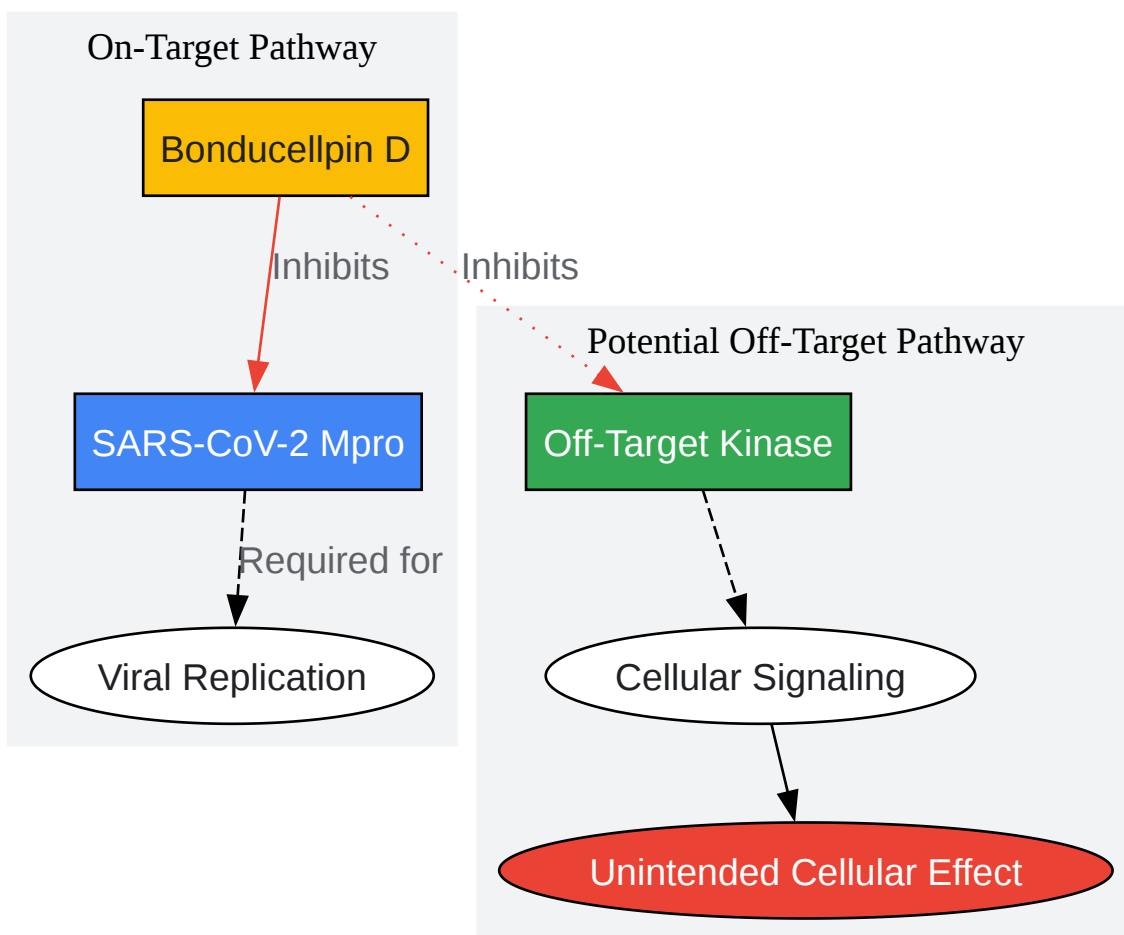 On-Target Pathway
Bonducellpin D
Inhibits
Inhibits
Potential Off-Target Pathway
SARS-CoV-2 Mpro
Off-Target Kinase
Required for
Viral Replication
Cellular Signaling
Unintended Cellular Effect